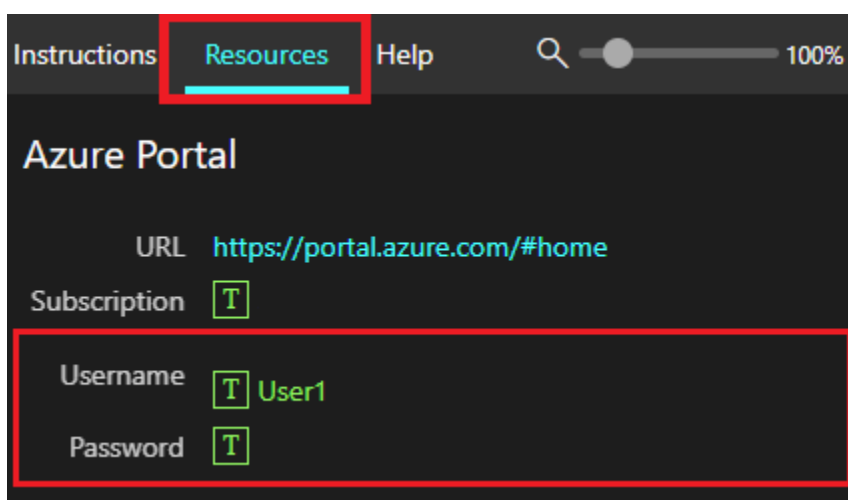 Instructions Resources Help 100%
Azure Portal
URL https://portal.azure.com/#home
Subscription T
Username T User1
Password T